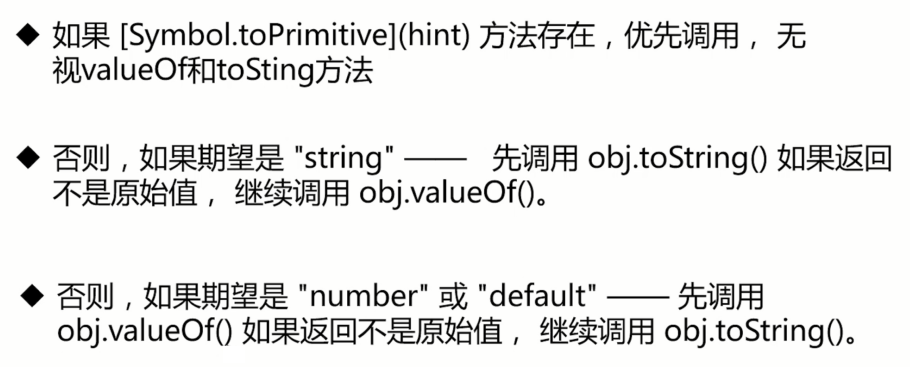 ◆ 如果 [Symbol.toPrimitive](hint) 方法存在，优先调用， 无
视valueOf和toSting方法
◆ 否则，如果期望是 "string" —— 先调用 obj.toString() 如果返回
不是原始值， 继续调用 obj.valueOf()。
◆ 否则，如果期望是 "number" 或 "default" —— 先调用
obj.valueOf() 如果返回不是原始值， 继续调用 obj.toString()。